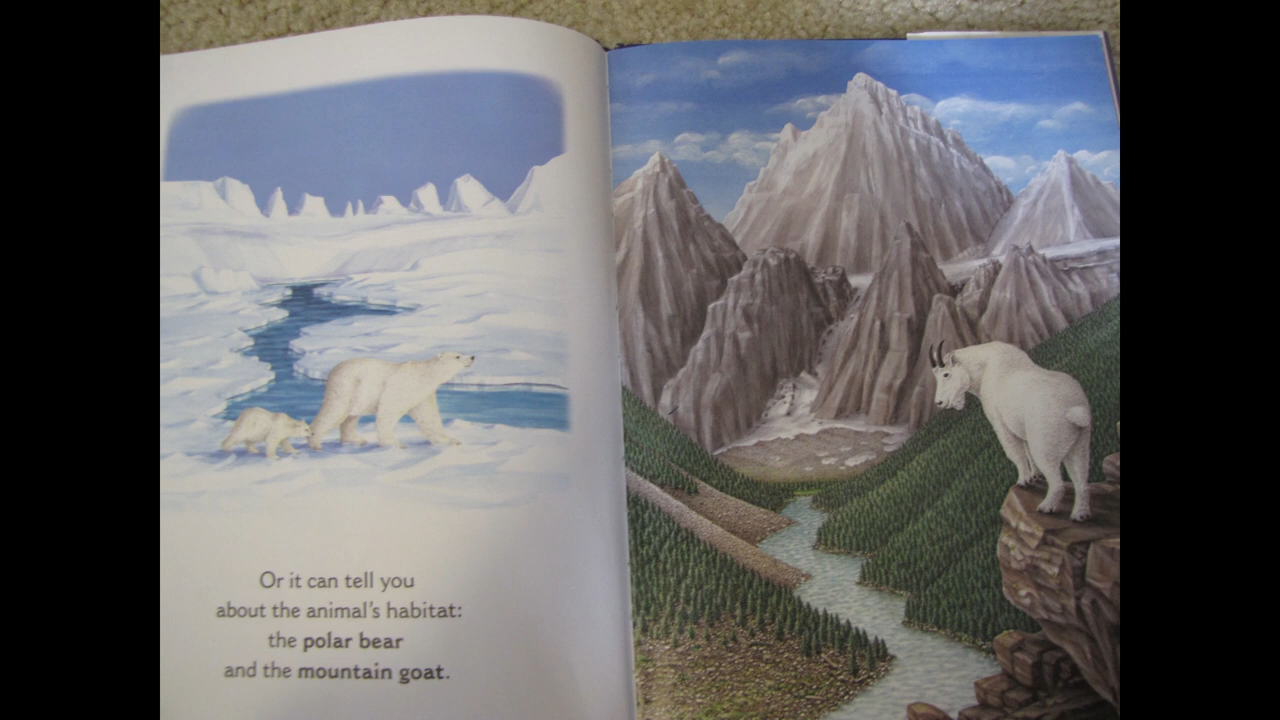 Or it can tell you
about the animal's habitat:
the polar bear
and the mountain goat.